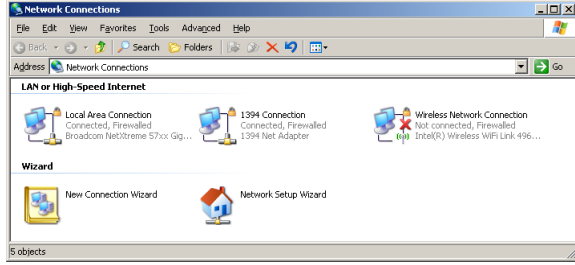 Network Connections
File Edit View Favorites Tools Advanced Help
Back Search Folders
Address Network Connections Go
LAN or High-Speed Internet
Local Area Connection
Connected, Firewalled
Broadcom NetXtreme 57xx Gig...
1394 Connection
Connected, Firewalled
1394 Net Adapter
Wireless Network Connection
Not connected, Firewalled
Intel(R) Wireless WiFi Link 496...
Wizard
New Connection Wizard
Network Setup Wizard
5 objects